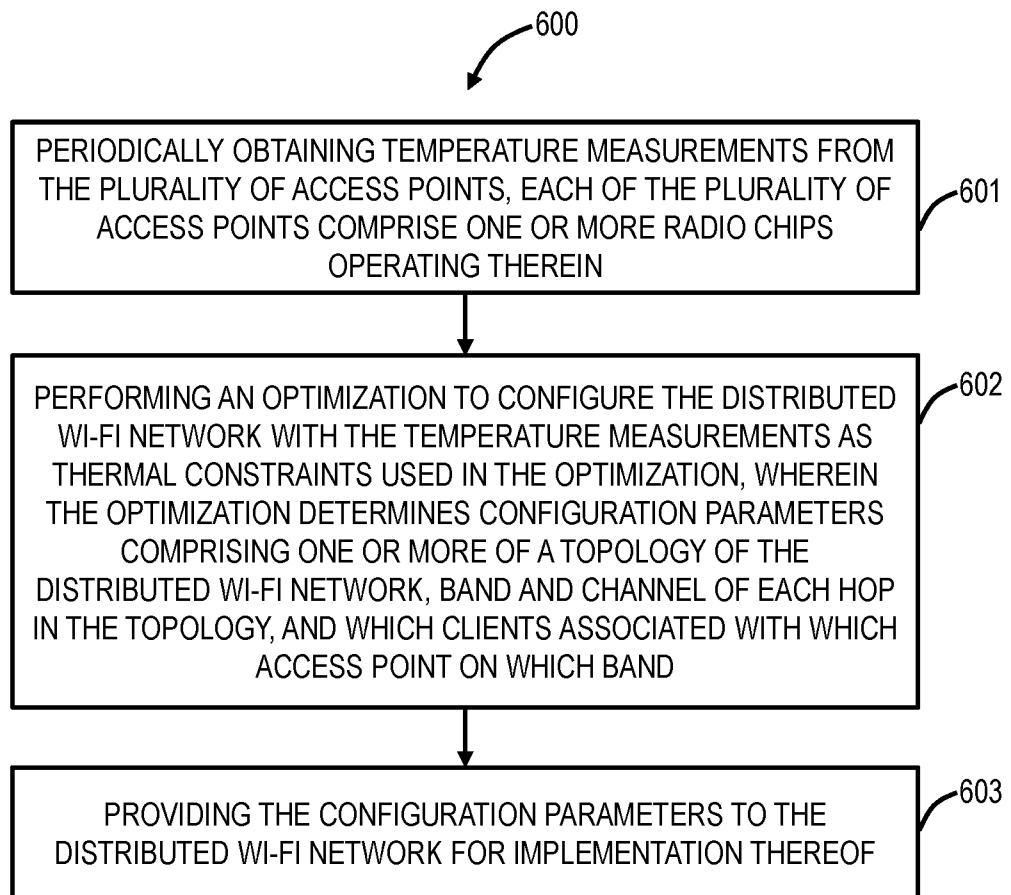 600
PERIODICALLY OBTAINING TEMPERATURE MEASUREMENTS FROM
THE PLURALITY OF ACCESS POINTS, EACH OF THE PLURALITY OF
ACCESS POINTS COMPRISE ONE OR MORE RADIO CHIPS
OPERATING THEREIN
601
PERFORMING AN OPTIMIZATION TO CONFIGURE THE DISTRIBUTED
WI-FI NETWORK WITH THE TEMPERATURE MEASUREMENTS AS
THERMAL CONSTRAINTS USED IN THE OPTIMIZATION, WHEREIN
THE OPTIMIZATION DETERMINES CONFIGURATION PARAMETERS
COMPRISING ONE OR MORE OF A TOPOLOGY OF THE
DISTRIBUTED WI-FI NETWORK, BAND AND CHANNEL OF EACH HOP
IN THE TOPOLOGY, AND WHICH CLIENTS ASSOCIATED WITH WHICH
ACCESS POINT ON WHICH BAND
602
PROVIDING THE CONFIGURATION PARAMETERS TO THE
DISTRIBUTED WI-FI NETWORK FOR IMPLEMENTATION THEREOF
603